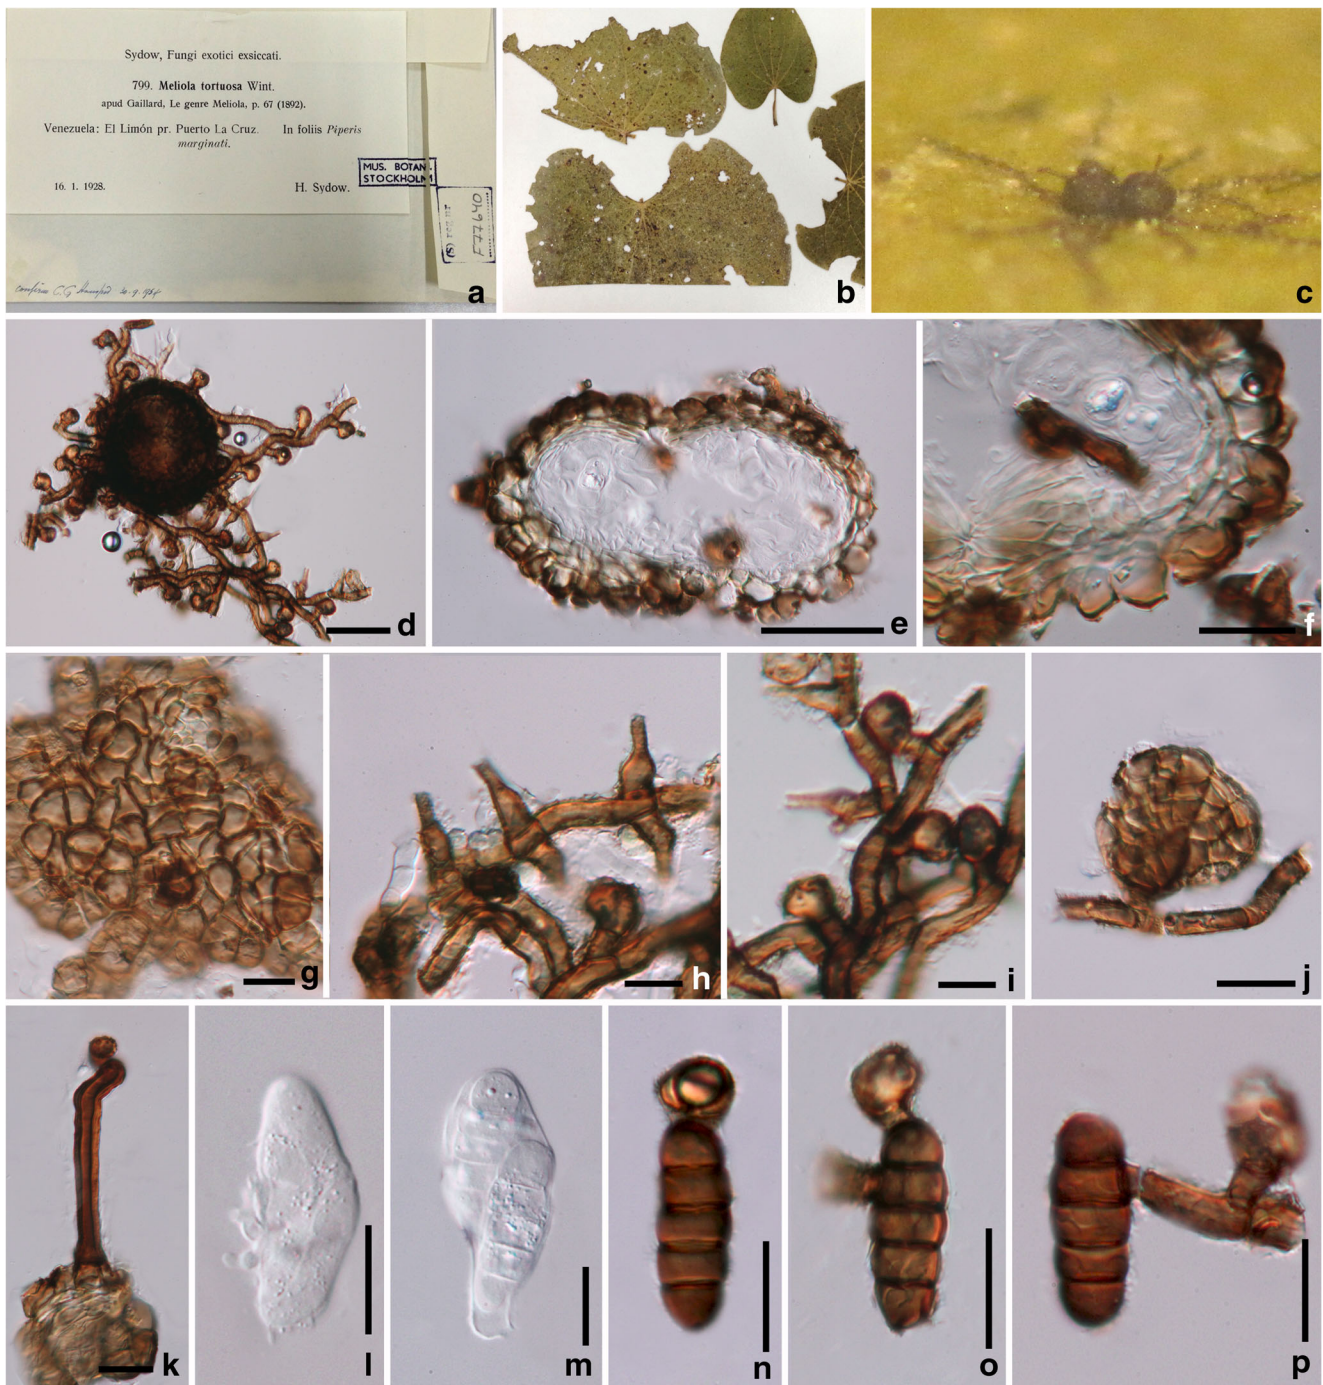 Sydow, Fungi exotici exsiccati.
799. Meliola tortuosa Wint.
apud Gaillard, Le genre Meliola, p. 67 (1892).
Venezuela: El Limón pr. Puerto La Cruz. In foliis Piperis
marginati.
MUS. BOTAN.
STOCKHOLM
16. 1. 1928. H. Sydow.
(S)
F77640
C.G.
a
b
c
d
e
f
g
h
i
j
k
l
m
n
o
p